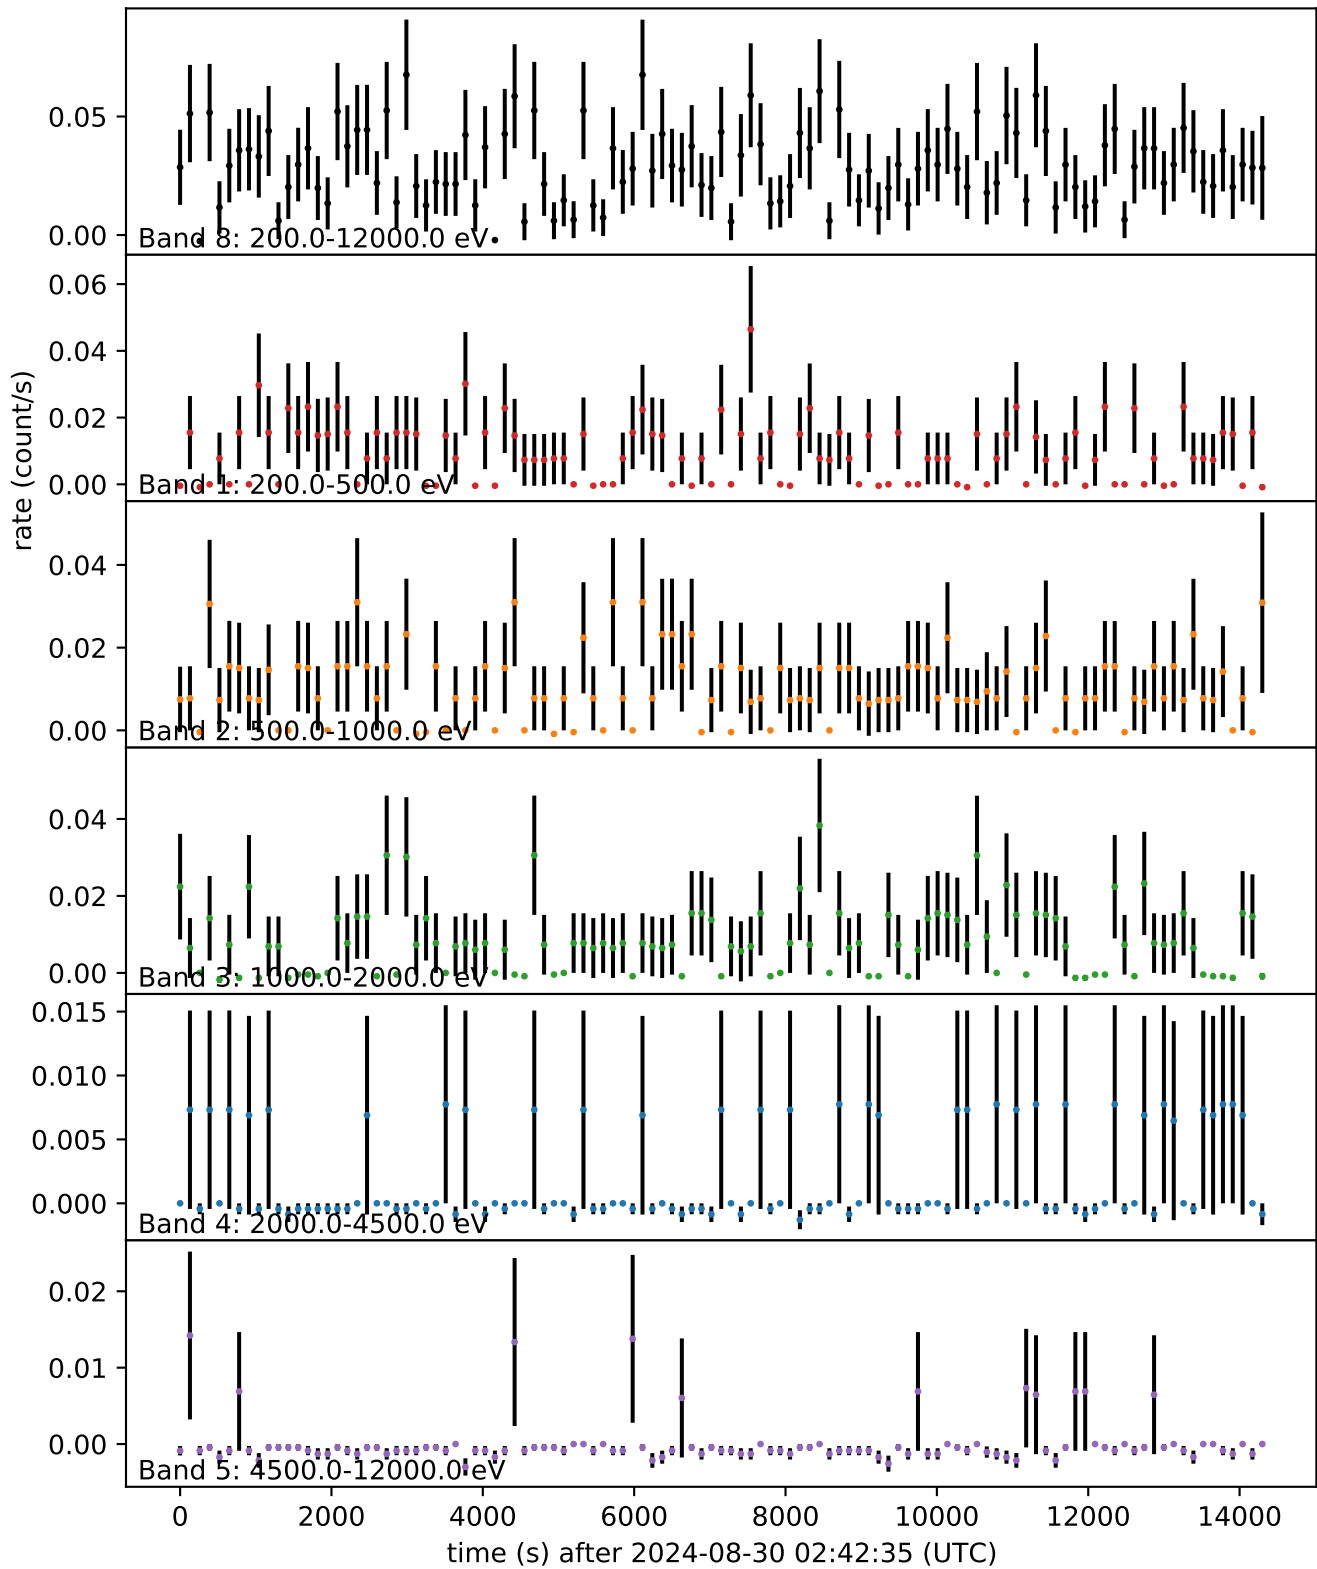 0.05
0.00
Band 8: 200.0-12000.0 eV
0.06
0.04
0.02
0.00
Band 1: 200.0-500.0 eV
rate (count/s)
0.04
0.02
0.00
Band 2: 500.0-1000.0 eV
0.04
0.02
0.00
Band 3: 1000.0-2000.0 eV
0.015
0.010
0.005
0.000
Band 4: 2000.0-4500.0 eV
0.02
0.01
0.00
Band 5: 4500.0-12000.0 eV
0 2000 4000 6000 8000 10000 12000 14000
time (s) after 2024-08-30 02:42:35 (UTC)